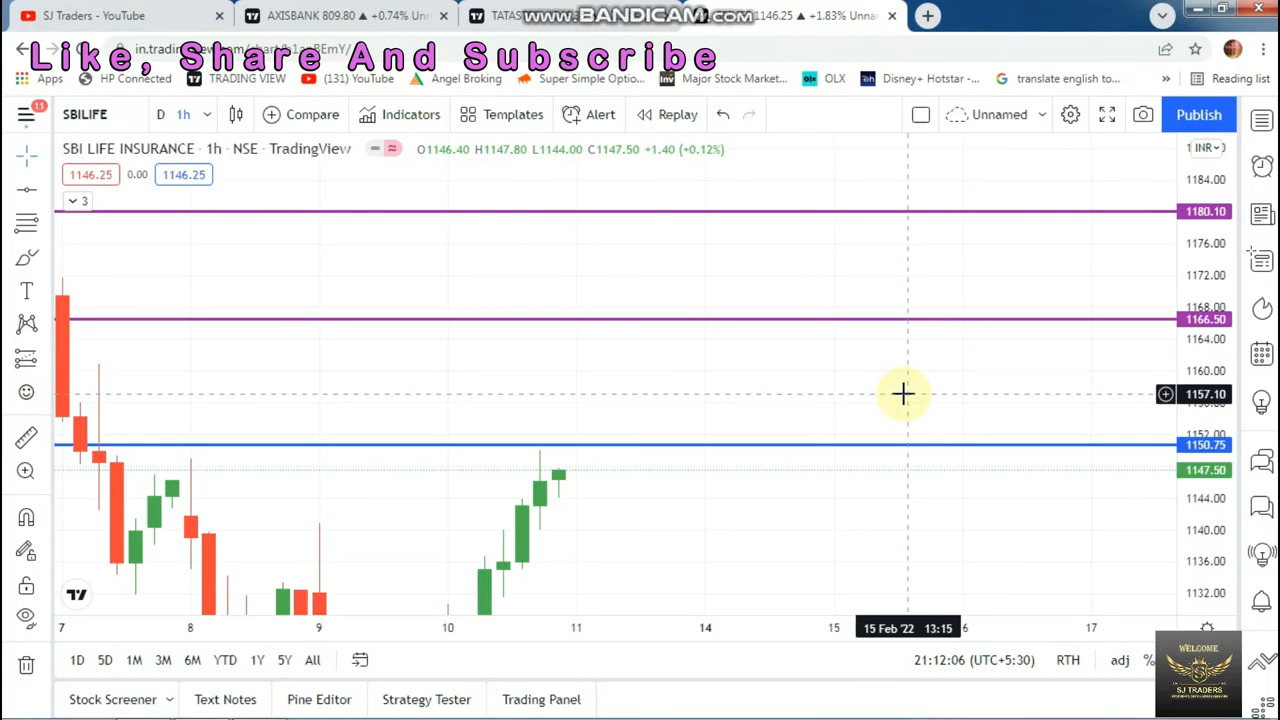 SJ Traders - YouTube
AXISBANK 809.80 ▲ +0.74% Unr
TATAS
www.BANDICAM.com
1146.25 ▲ +1.83% Unna
Like, Share And Subscribe
Apps
HP Connected
TRADING VIEW
(131) YouTube
Angel Broking
Super Simple Optio...
Major Stock Market...
OLX
Disney+ Hotstar -...
translate english to...
»
Reading list
11
SBILIFE
D
1h
Compare
Indicators
Templates
Alert
Replay
Unnamed
Publish
SBI LIFE INSURANCE · 1h · NSE · TradingView
O1146.40 H1147.80 L1144.00 C1147.50 +1.40 (+0.12%)
INR
1146.25
0.00
1146.25
3
1184.00
1180.10
1176.00
1172.00
1168.00
1166.50
1164.00
1160.00
1157.10
1152.00
1150.75
1147.50
1144.00
1140.00
1136.00
1132.00
7
8
9
10
11
14
15
15 Feb '22 13:15
6
17
1D
5D
1M
3M
6M
YTD
1Y
5Y
All
21:12:06 (UTC+5:30)
RTH
adj
%
WELCOME
SJ TRADERS
Stock Screener
Text Notes
Pine Editor
Strategy Tester
Trading Panel